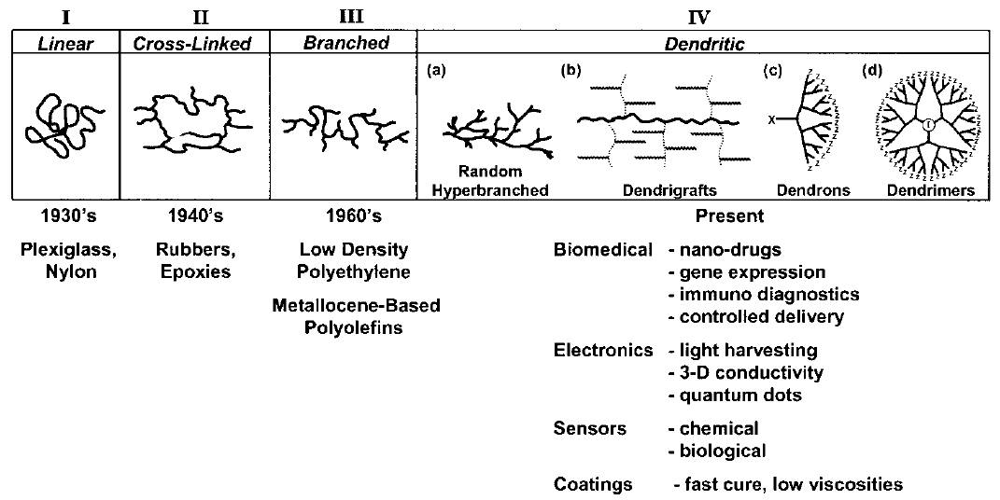 I II III IV
Linear Cross-Linked Branched Dendritic
(a) (b) (c) (d)
X
Random
Hyperbranched Dendrigrafts Dendrons Dendrimers
1930's 1940's 1960's Present
Plexiglass,
Nylon
Rubbers,
Epoxies
Low Density
Polyethylene
Metallocene-Based
Polyolefins
Biomedical - nano-drugs
- gene expression
- immuno diagnostics
- controlled delivery
Electronics - light harvesting
- 3-D conductivity
- quantum dots
Sensors - chemical
- biological
Coatings - fast cure, low viscosities